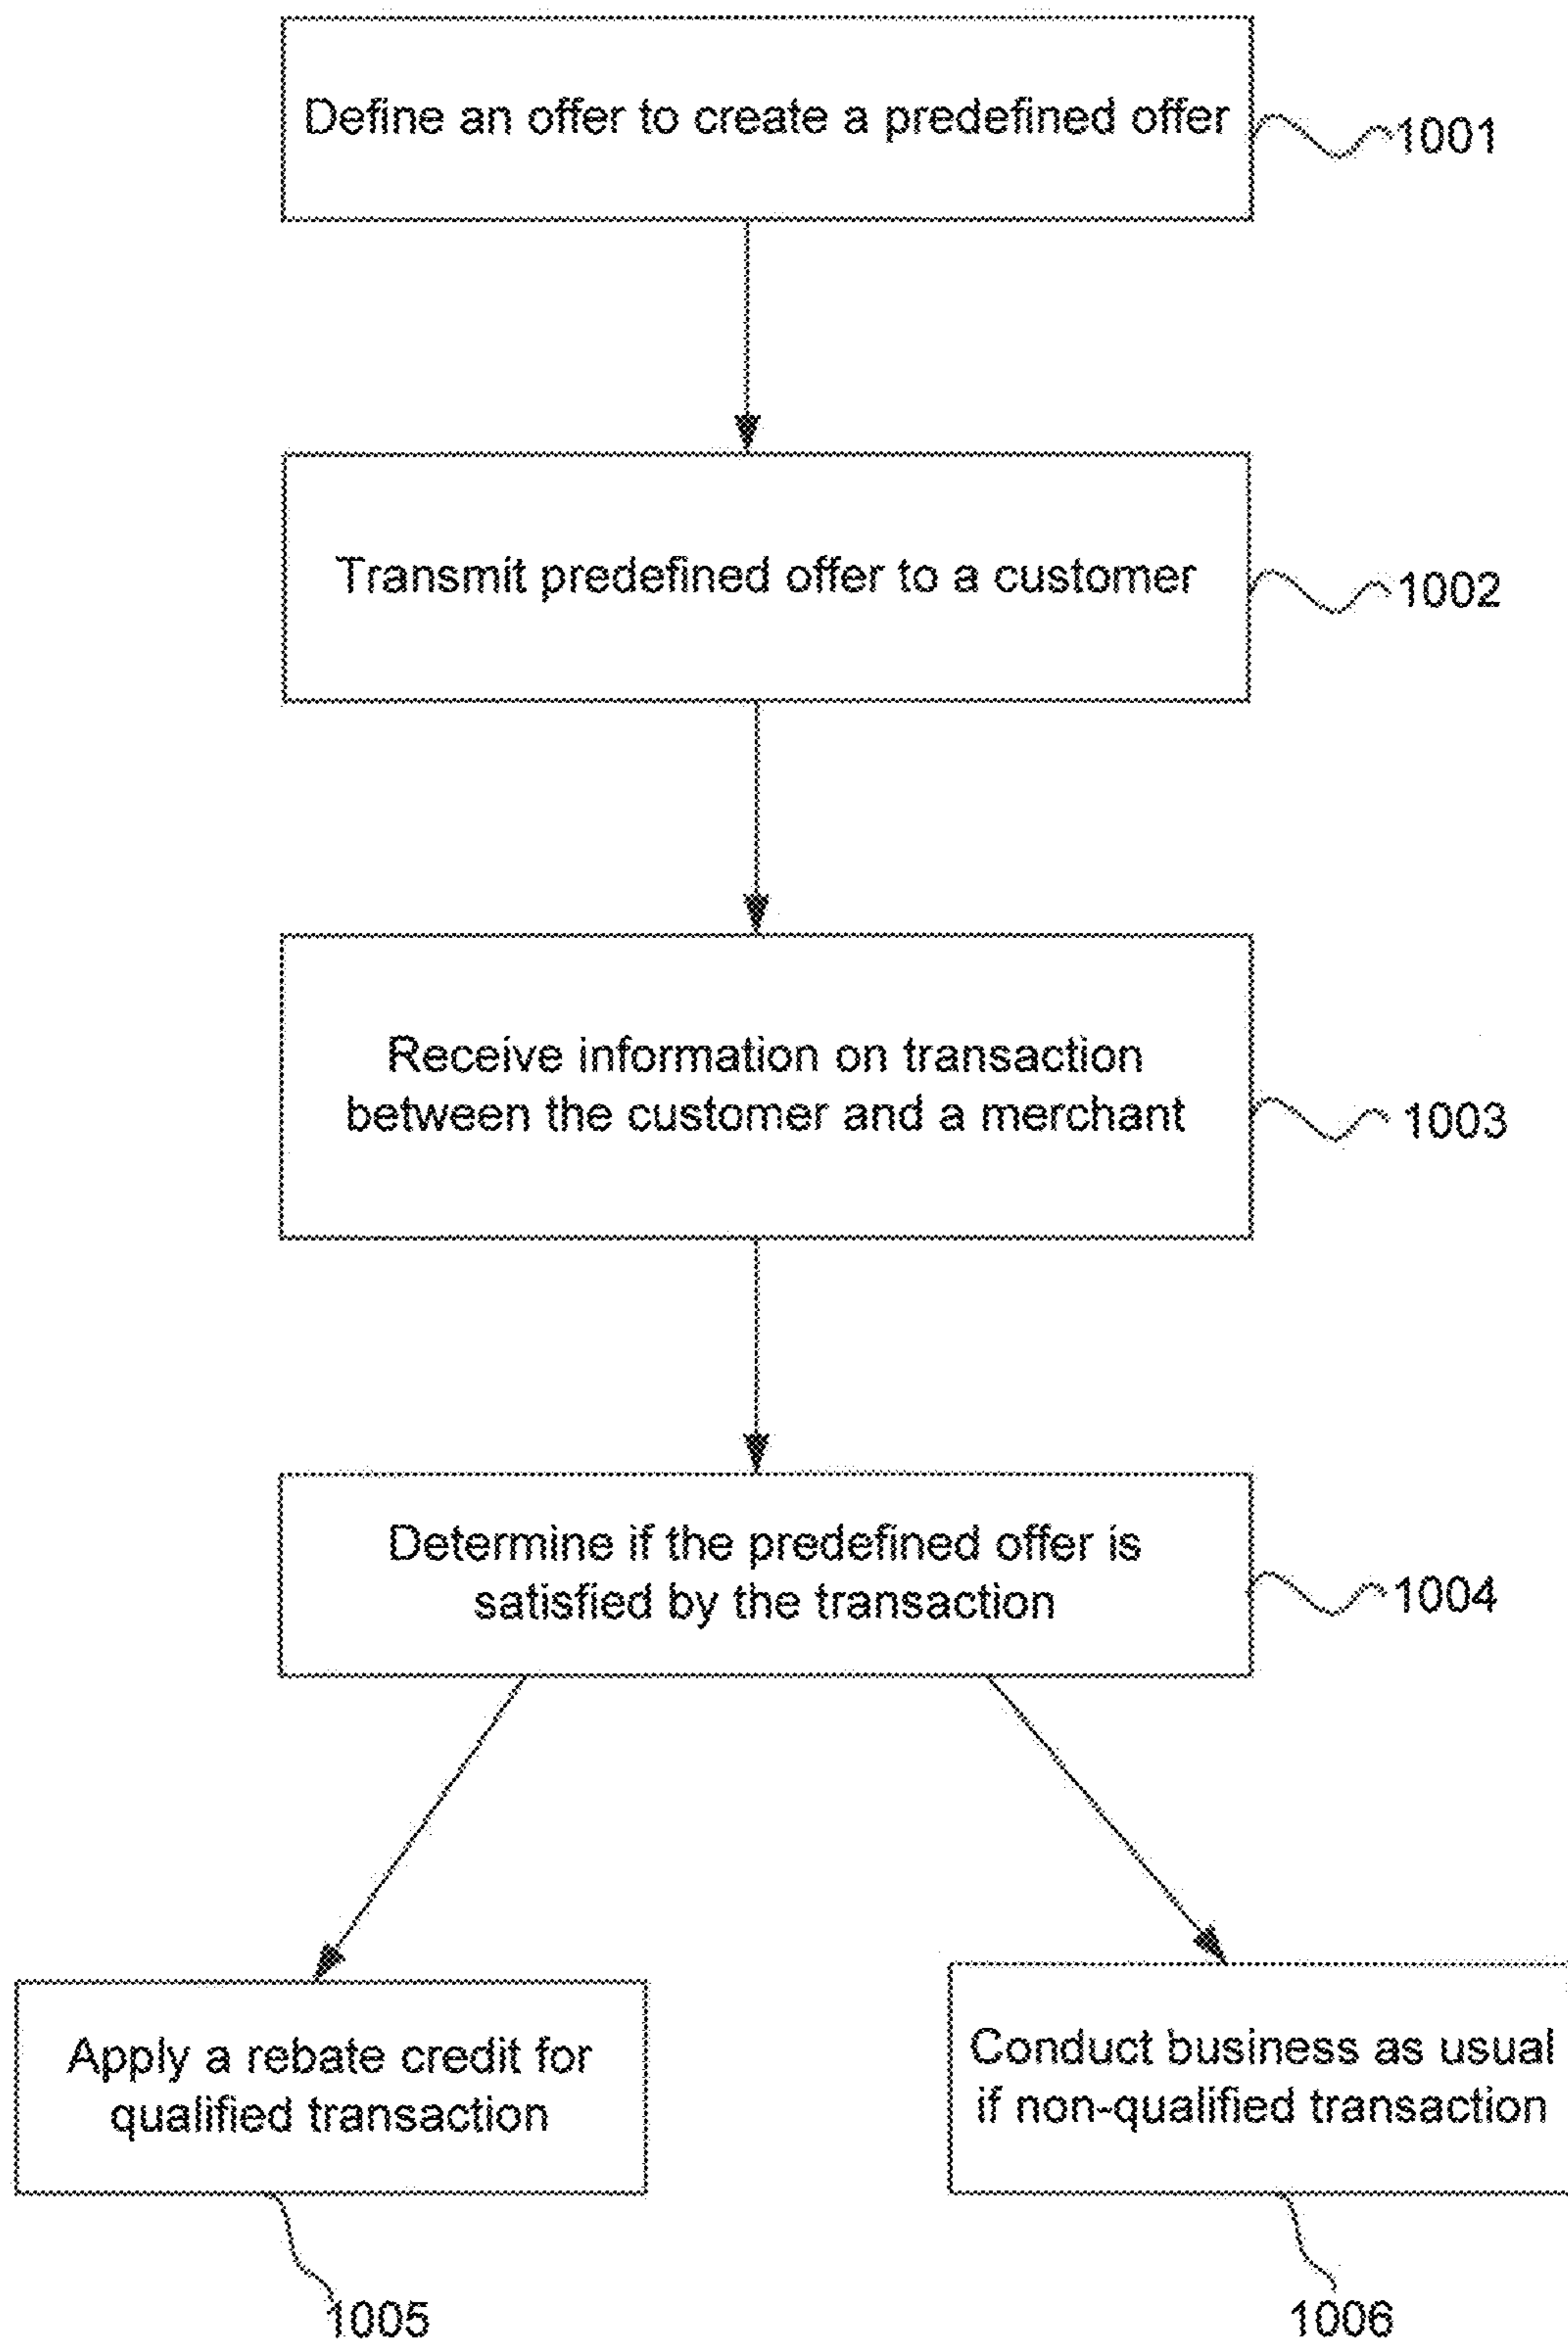 Define an offer to create a predefined offer
1001
Transmit predefined offer to a customer
1002
Receive information on transaction
between the customer and a merchant
1003
Determine if the predefined offer is
satisfied by the transaction
1004
Apply a rebate credit for
qualified transaction
1005
Conduct business as usual
if non-qualified transaction
1006